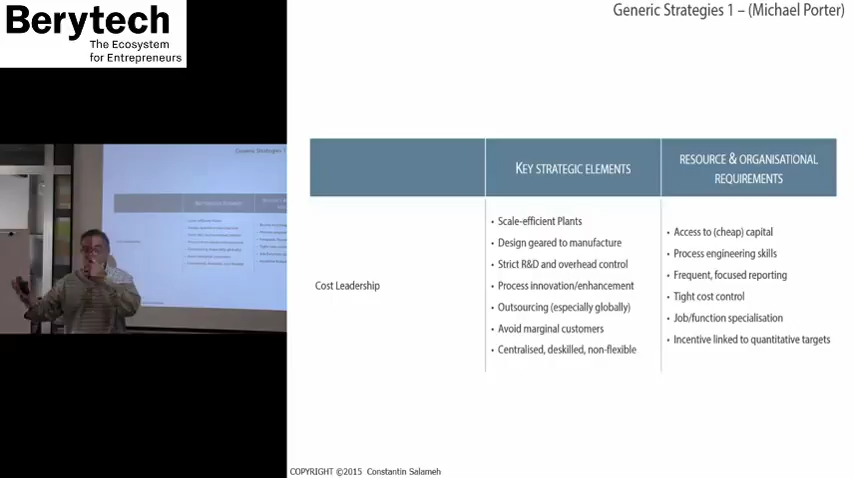 Berytech
The Ecosystem
for Entrepreneurs
Generic Strategies 1 – (Michael Porter)
KEY STRATEGIC ELEMENTS
RESOURCE & ORGANISATIONAL
REQUIREMENTS
Cost Leadership
• Scale-efficient Plants
• Design geared to manufacture
• Strict R&D and overhead control
• Process innovation/enhancement
• Outsourcing (especially globally)
• Avoid marginal customers
• Centralised, deskilled, non-flexible
• Access to (cheap) capital
• Process engineering skills
• Frequent, focused reporting
• Tight cost control
• Job/function specialisation
• Incentive linked to quantitative targets
Generic Strategies 1
COPYRIGHT ©2015 Constantin Salameh